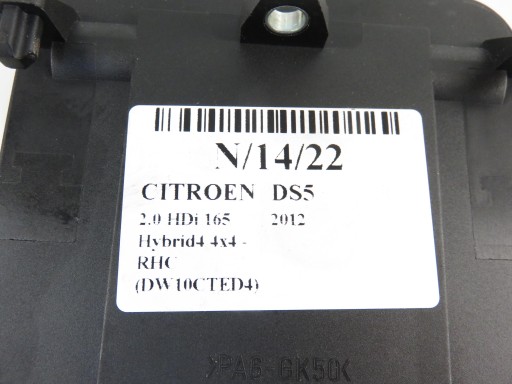 N/14/22
CITROEN DS5
2.0 HDi 165 2012
Hybrid4 4x4 -
RHC
(DW10CTED4)